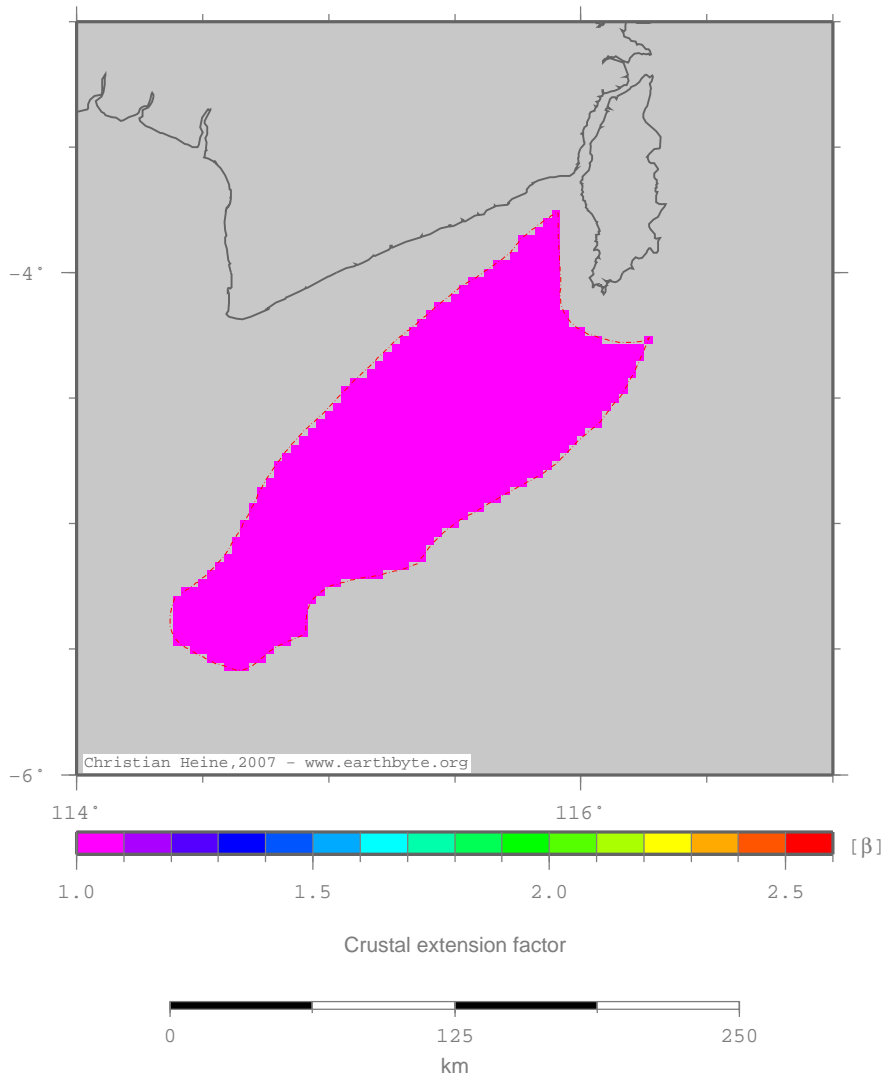 −4°
Christian Heine,2007 − www.earthbyte.org
−6°
114° 116°
[β]
1.0 1.5 2.0 2.5
Crustal extension factor
0 125 250
km